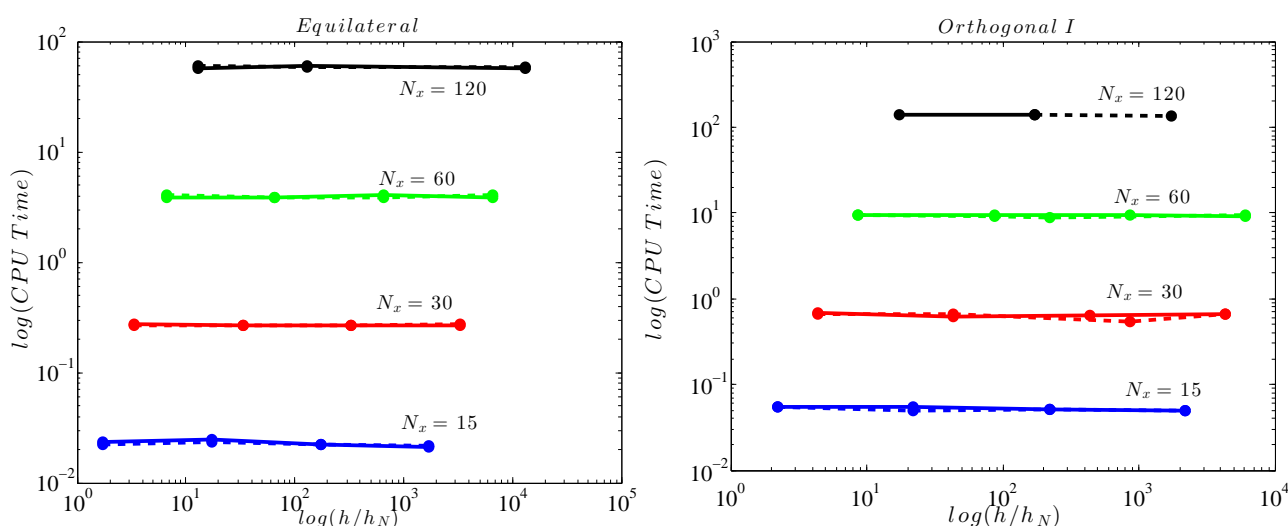 Equilateral
10^2
10^1
10^0
10^-1
10^-2
log(CPU Time)
N_x = 120
N_x = 60
N_x = 30
N_x = 15
10^0
10^1
10^2
10^3
10^4
10^5
log(h/h_N)
Orthogonal I
10^3
10^2
10^1
10^0
10^-1
10^-2
log(CPU Time)
N_x = 120
N_x = 60
N_x = 30
N_x = 15
10^0
10^1
10^2
10^3
10^4
log(h/h_N)